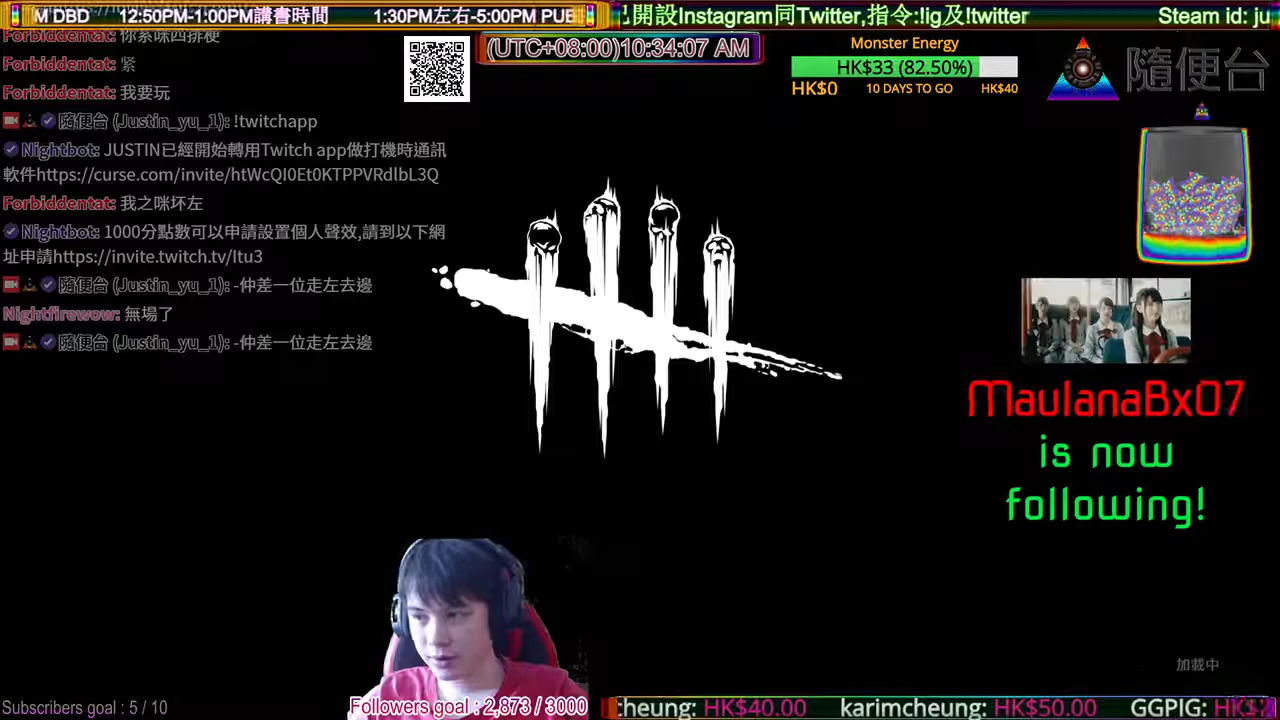 M DBD 12:50PM-1:00PM講書時間 1:30PM左右-5:00PM PUB
已開設Instagram同Twitter,指令:!ig及!twitter Steam id: ju
Forbiddentat: 你系咪四排梗
Forbiddentat: 紧
Forbiddentat: 我要玩
隨便台 (Justin_yu_1): !twitchapp
Nightbot: JUSTIN已經開始轉用Twitch app做打機時通訊
軟件https://curse.com/invite/htWcQI0Et0KTPPVRdlbL3Q
Forbiddentat: 我之咪坏左
Nightbot: 1000分點數可以申請設置個人聲效,請到以下網
址申請https://invite.twitch.tv/ltu3
隨便台 (Justin_yu_1): -仲差一位走左去邊
Nightfirewow: 無場了
隨便台 (Justin_yu_1): -仲差一位走左去邊
(UTC+08:00)10:34:07 AM
Monster Energy
HK$33 (82.50%)
HK$0 10 DAYS TO GO HK$40
隨便台
MaulanaBx07
is now
following!
加載中
Subscribers goal : 5 / 10
Followers goal : 2,873 / 3000
cheung: HK$40.00 karimcheung: HK$50.00 GGPIG: